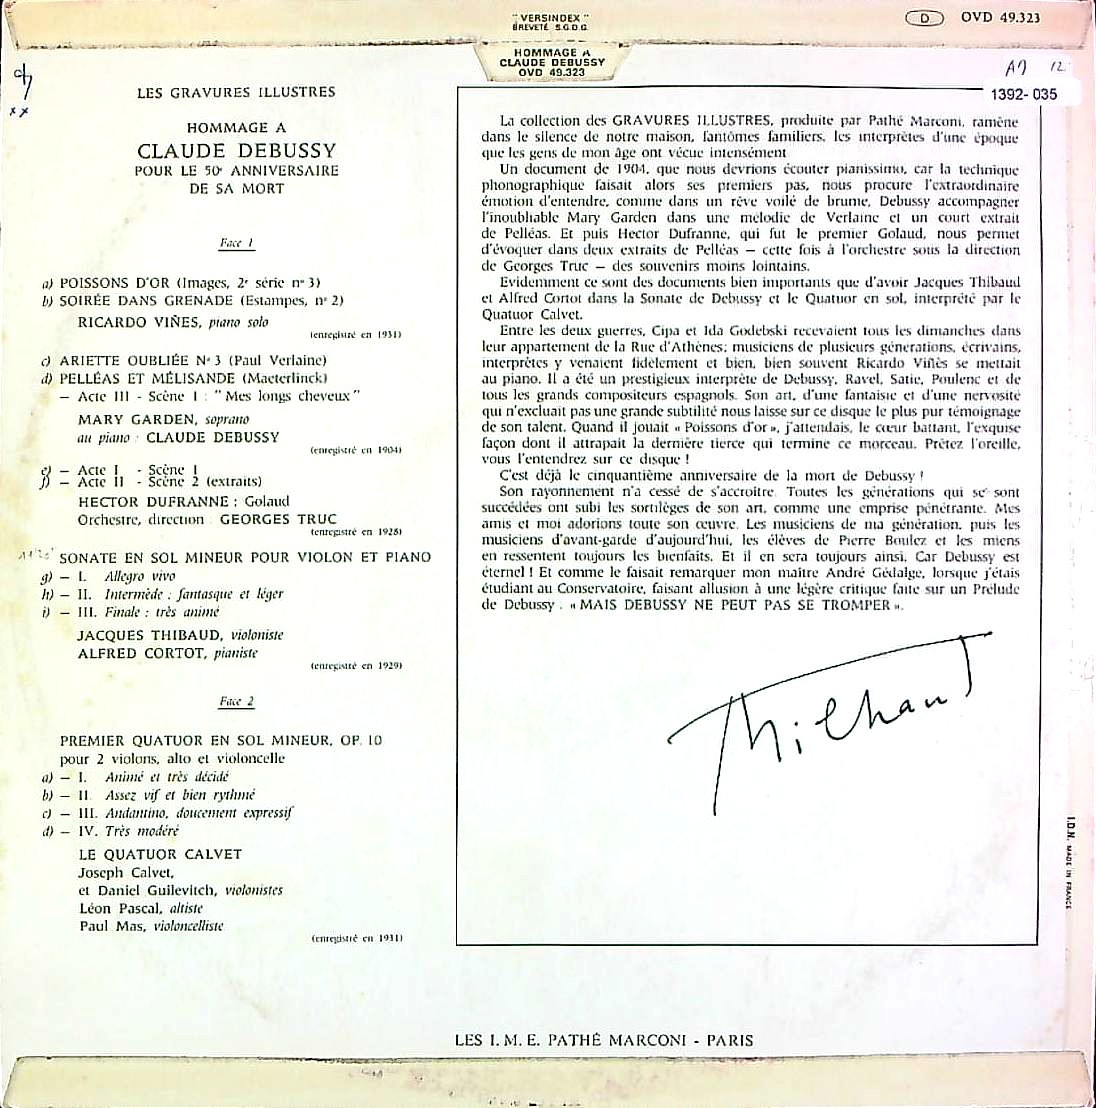 " VERSINDEX "
BREVETÉ S.G.D.G.
D OVD 49.323
HOMMAGE A
CLAUDE DEBUSSY
OVD 49.323
1392-035
LES GRAVURES ILLUSTRES
HOMMAGE A
CLAUDE DEBUSSY
POUR LE 50e ANNIVERSAIRE
DE SA MORT
Face 1
a) POISSONS D'OR (Images, 2e série n° 3)
b) SOIRÉE DANS GRENADE (Estampes, n° 2)
RICARDO VIÑES, piano solo
(enregistré en 1931)
c) ARIETTE OUBLIÉE N° 3 (Paul Verlaine)
d) PELLÉAS ET MÉLISANDE (Maeterlinck)
– Acte III - Scène I : " Mes longs cheveux "
MARY GARDEN, soprano
au piano : CLAUDE DEBUSSY
(enregistré en 1904)
e) – Acte I - Scène 1
f) – Acte II - Scène 2 (extraits)
HECTOR DUFRANNE : Golaud
Orchestre, direction GEORGES TRUC
(enregistré en 1928)
SONATE EN SOL MINEUR POUR VIOLON ET PIANO
g) – I. Allegro vivo
h) – II. Intermède : fantasque et léger
i) – III. Finale : très animé
JACQUES THIBAUD, violoniste
ALFRED CORTOT, pianiste
(enregistré en 1929)
Face 2
PREMIER QUATUOR EN SOL MINEUR, OP. 10
pour 2 violons, alto et violoncelle
a) – I. Animé et très décidé
b) – II. Assez vif et bien rythmé
c) – III. Andantino, doucement expressif
d) – IV. Très modéré
LE QUATUOR CALVET
Joseph Calvet,
et Daniel Guilevitch, violonistes
Léon Pascal, altiste
Paul Mas, violoncelliste
(enregistré en 1931)
La collection des GRAVURES ILLUSTRES, produite par Pathé Marconi, ramène
dans le silence de notre maison, fantômes familiers, les interprètes d'une époque
que les gens de mon âge ont vécue intensément
Un document de 1904, que nous devrions écouter pianissimo, car la technique
phonographique faisait alors ses premiers pas, nous procure l'extraordinaire
émotion d'entendre, comme dans un rêve voilé de brume, Debussy accompagner
l'inoubliable Mary Garden dans une mélodie de Verlaine et un court extrait
de Pelléas. Et puis Hector Dufranne, qui fut le premier Golaud, nous permet
d'évoquer dans deux extraits de Pelléas – cette fois à l'orchestre sous la direction
de Georges Truc – des souvenirs moins lointains.
Evidemment ce sont des documents bien importants que d'avoir Jacques Thibaud
et Alfred Cortot dans la Sonate de Debussy et le Quatuor en sol, interprété par le
Quatuor Calvet.
Entre les deux guerres, Cipa et Ida Godebski recevaient tous les dimanches dans
leur appartement de la Rue d'Athènes; musiciens de plusieurs générations, écrivains,
interprètes y venaient fidèlement et bien, bien souvent Ricardo Viñès se mettait
au piano. Il a été un prestigieux interprète de Debussy, Ravel, Satie, Poulenc et de
tous les grands compositeurs espagnols. Son art, d'une fantaisie et d'une nervosité
qui n'excluait pas une grande subtilité nous laisse sur ce disque le plus pur témoignage
de son talent. Quand il jouait « Poissons d'or », j'attendais, le cœur battant, l'exquise
façon dont il attrapait la dernière tierce qui termine ce morceau. Prêtez l'oreille,
vous l'entendrez sur ce disque !
C'est déjà le cinquantième anniversaire de la mort de Debussy !
Son rayonnement n'a cessé de s'accroître. Toutes les générations qui se sont
succédées ont subi les sortilèges de son art, comme une emprise pénétrante. Mes
amis et moi adorions toute son œuvre. Les musiciens de ma génération, puis les
musiciens d'avant-garde d'aujourd'hui, les élèves de Pierre Boulez et les miens
en ressentent toujours les bienfaits. Et il en sera toujours ainsi. Car Debussy est
éternel ! Et comme le faisait remarquer mon maître André Gédalge, lorsque j'étais
étudiant au Conservatoire, faisant allusion à une légère critique faite sur un Prélude
de Debussy . « MAIS DEBUSSY NE PEUT PAS SE TROMPER ».
I.D.N. MADE IN FRANCE
LES I. M. E. PATHÉ MARCONI - PARIS